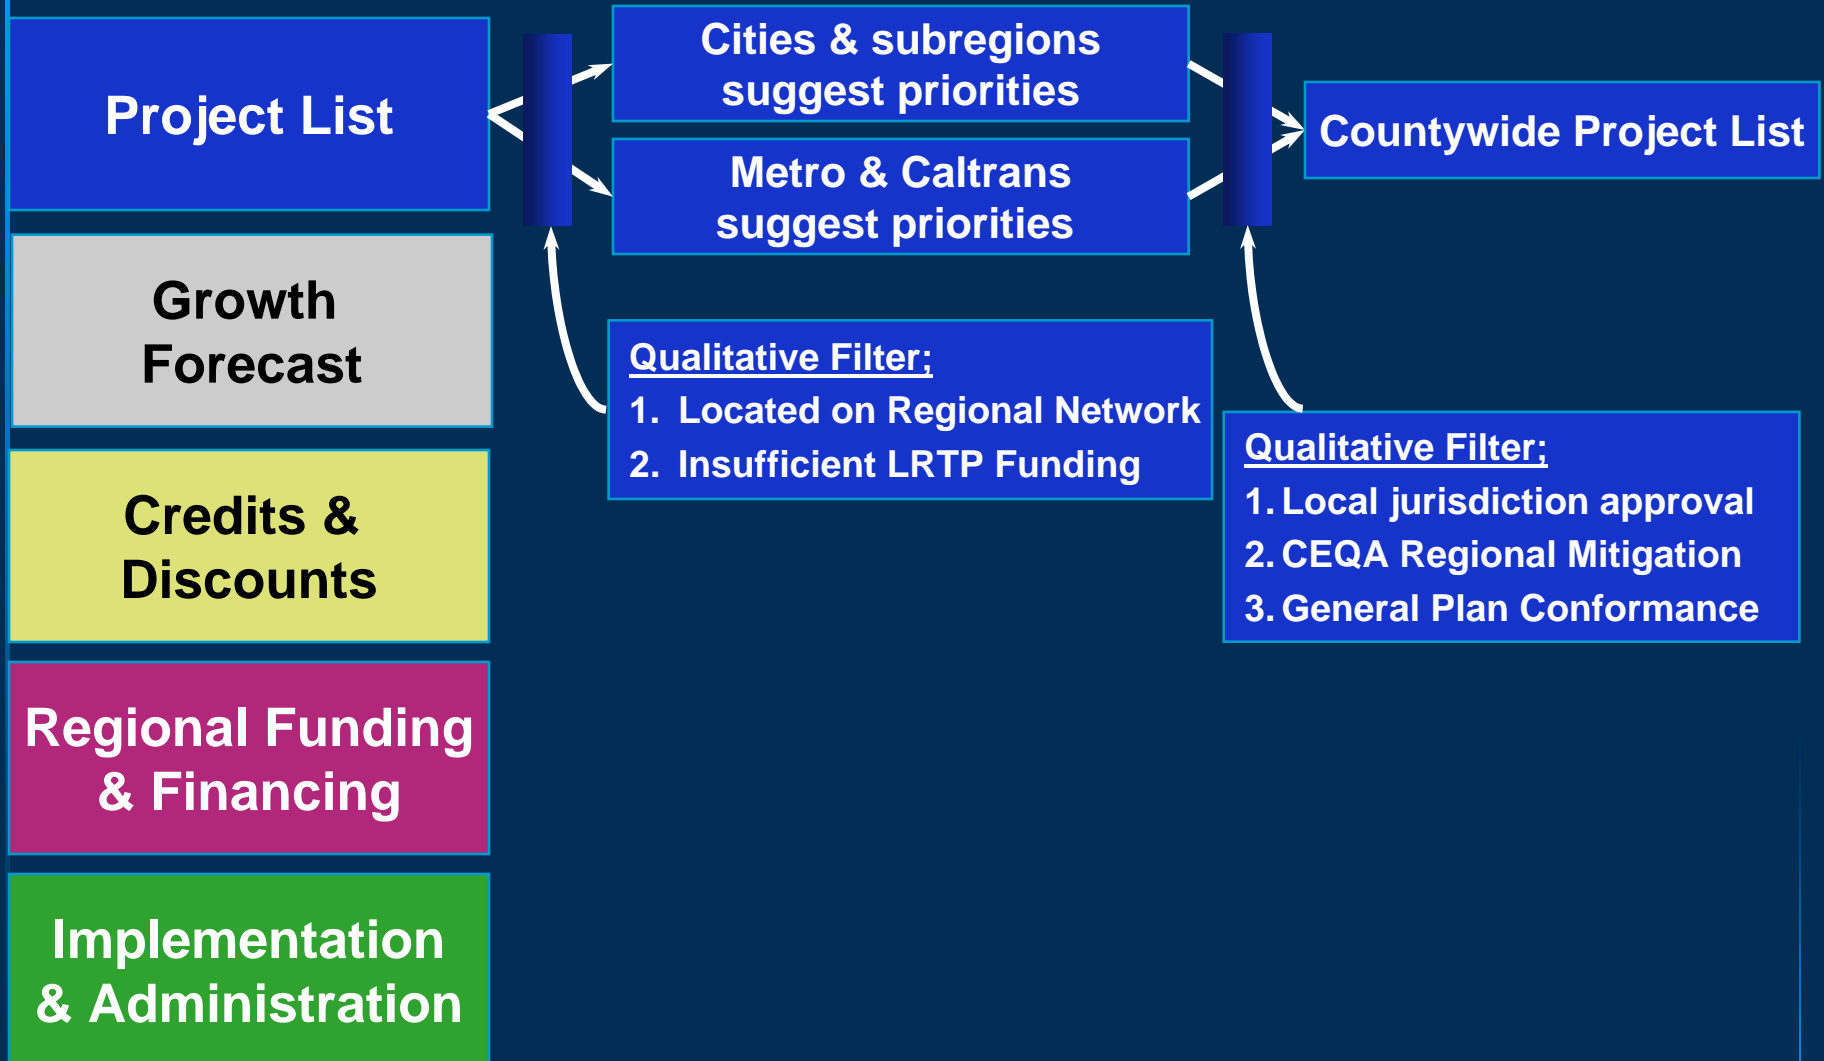 Project List
Cities & subregions
suggest priorities
Metro & Caltrans
suggest priorities
Countywide Project List
Growth
Forecast
Qualitative Filter;
1. Located on Regional Network
2. Insufficient LRTP Funding
Qualitative Filter;
1. Local jurisdiction approval
2. CEQA Regional Mitigation
3. General Plan Conformance
Credits &
Discounts
Regional Funding
& Financing
Implementation
& Administration